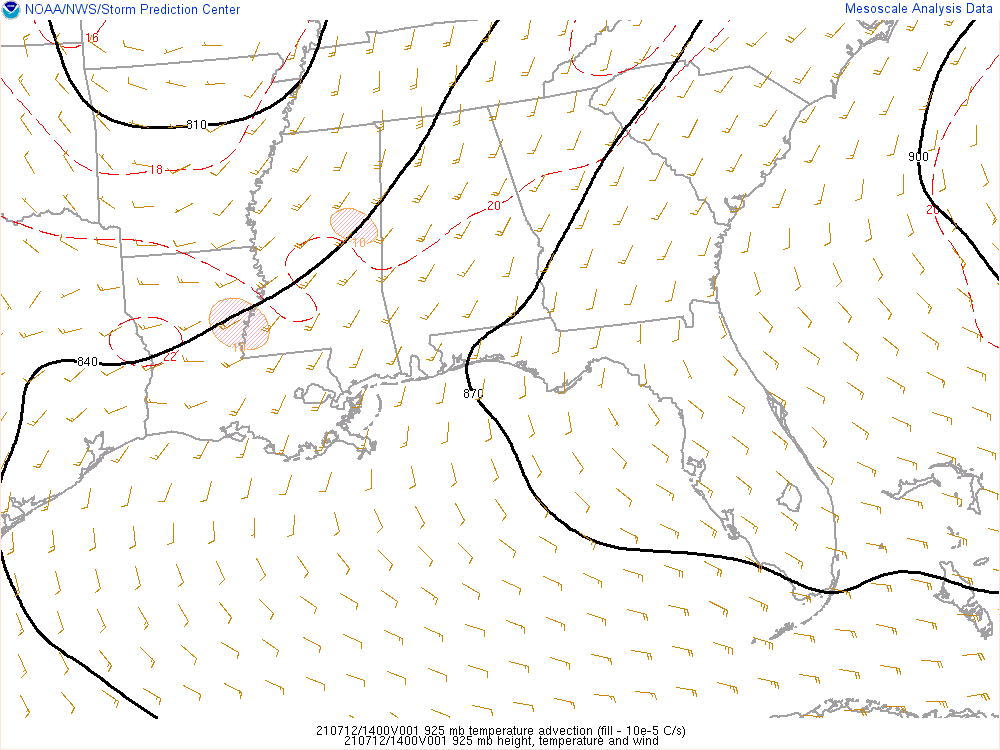 NOAA/NWS/Storm Prediction Center
Mesoscale Analysis Data
16
810
900
18
20
20
10
10
22
840
870
210712/1400V001 925 mb temperature advection (fill - 10e-5 C/s)
210712/1400V001 925 mb height, temperature and wind